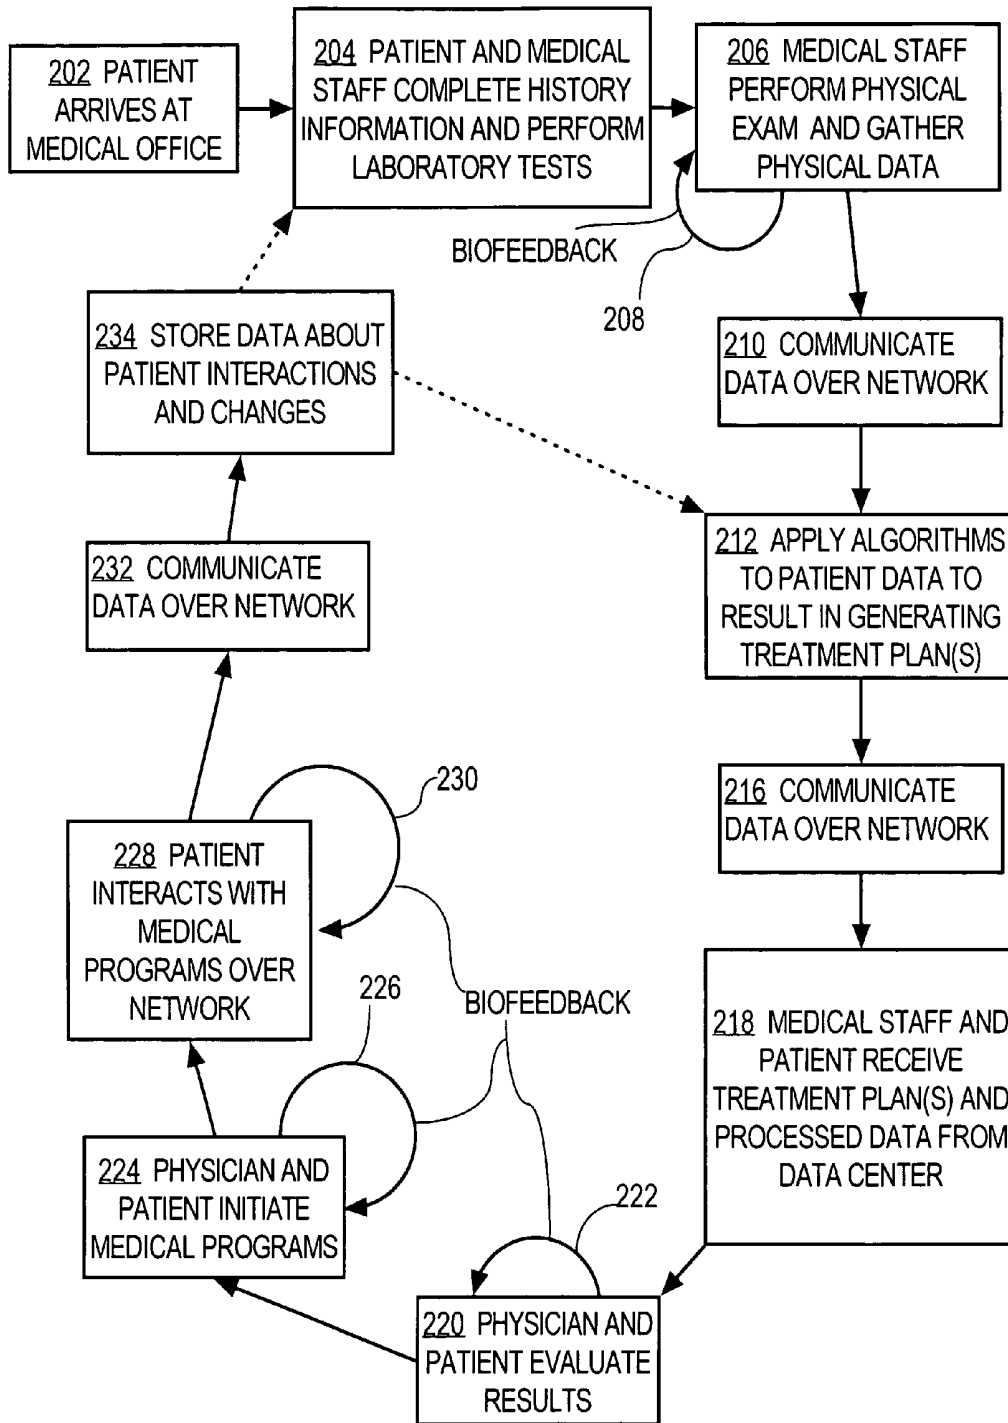 202 PATIENT
ARRIVES AT
MEDICAL OFFICE
204 PATIENT AND MEDICAL
STAFF COMPLETE HISTORY
INFORMATION AND PERFORM
LABORATORY TESTS
206 MEDICAL STAFF
PERFORM PHYSICAL
EXAM AND GATHER
PHYSICAL DATA
BIOFEEDBACK
208
210 COMMUNICATE
DATA OVER NETWORK
212 APPLY ALGORITHMS
TO PATIENT DATA TO
RESULT IN GENERATING
TREATMENT PLAN(S)
216 COMMUNICATE
DATA OVER NETWORK
218 MEDICAL STAFF AND
PATIENT RECEIVE
TREATMENT PLAN(S) AND
PROCESSED DATA FROM
DATA CENTER
220 PHYSICIAN AND
PATIENT EVALUATE
RESULTS
222
BIOFEEDBACK
224 PHYSICIAN AND
PATIENT INITIATE
MEDICAL PROGRAMS
226
228 PATIENT
INTERACTS WITH
MEDICAL
PROGRAMS OVER
NETWORK
230
232 COMMUNICATE
DATA OVER NETWORK
234 STORE DATA ABOUT
PATIENT INTERACTIONS
AND CHANGES